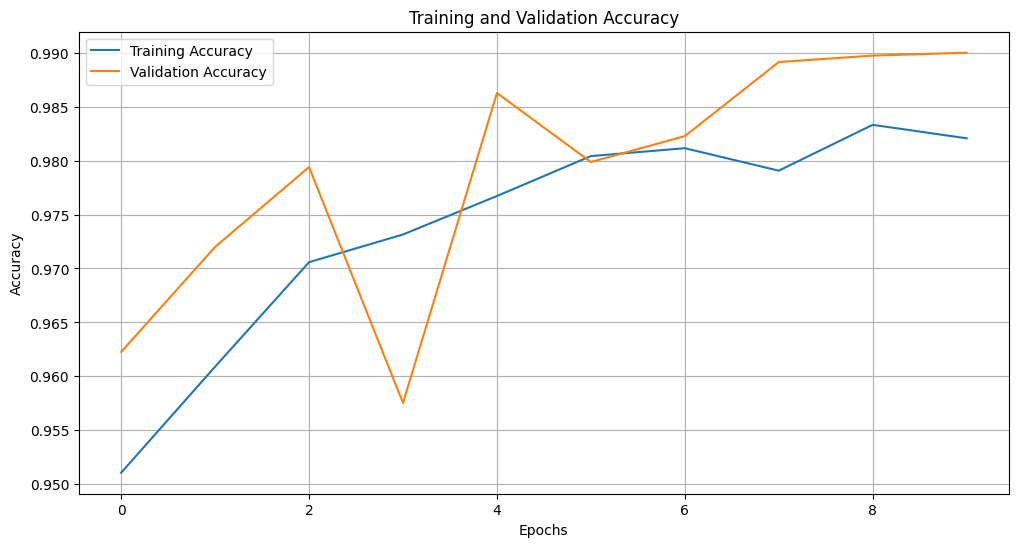 Training and Validation Accuracy
Training Accuracy
Validation Accuracy
0.990
0.985
0.980
0.975
0.970
0.965
0.960
0.955
0.950
Accuracy
0 2 4 6 8
Epochs